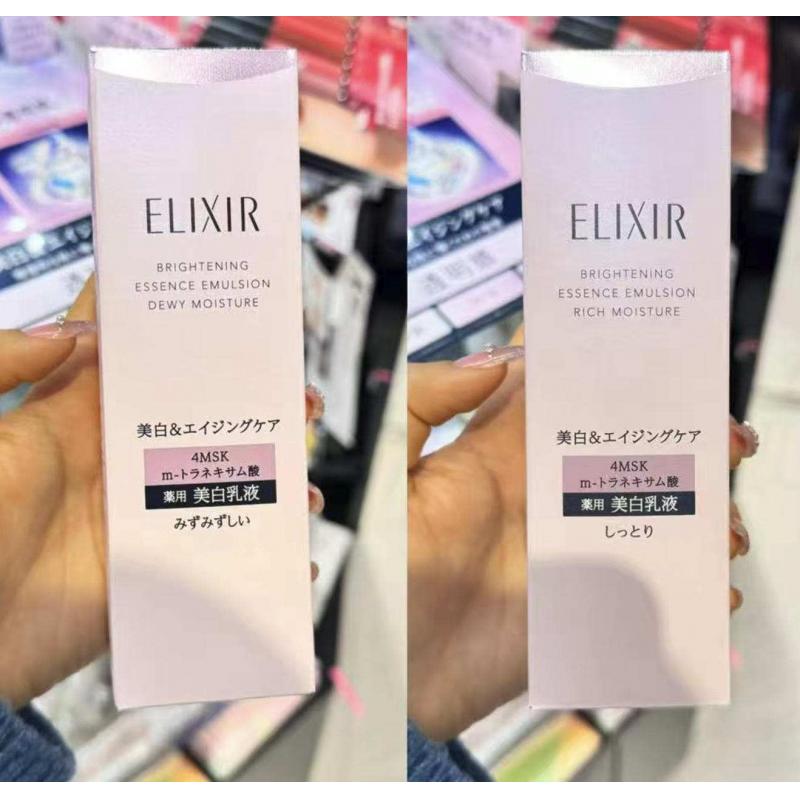 ELIXIR
BRIGHTENING
ESSENCE EMULSION
DEWY MOISTURE
美白&エイジングケア
4MSK
m-トラネキサム酸
薬用 美白乳液
みずみずしい
ELIXIR
BRIGHTENING
ESSENCE EMULSION
RICH MOISTURE
美白&エイジングケア
4MSK
m-トラネキサム酸
薬用 美白乳液
しっとり